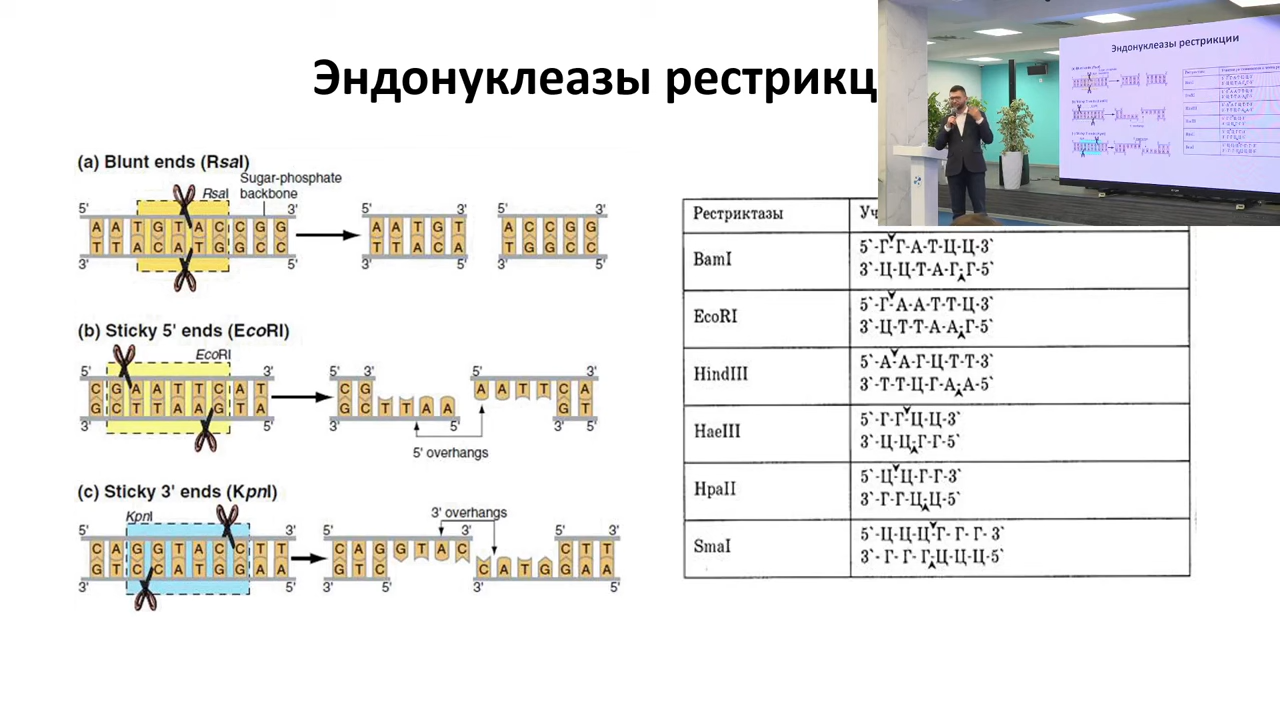 Эндонуклеазы рестрикц
Эндонуклеазы рестрикции
(a) Blunt ends (RsaI)
RsaI
Sugar-phosphate
backbone
5' 3'
A A T G T A C C G G
T T A C A T G G C C
3' 5'
5' 3'
A A T G T
T T A C A
3' 5'
5' 3'
A C C G G
T G G C C
3' 5'
(b) Sticky 5' ends (EcoRI)
EcoRI
5' 3'
C G A A T T C A T
G C T T A A G T A
3' 5'
5' 3'
C G
G C T T A A
3' 5'
5' 3'
A A T T C A
G T
3' 5'
5' overhangs
(c) Sticky 3' ends (KpnI)
KpnI
5' 3'
C A G G T A C C T T
G T C C A T G G A A
3' 5'
3' overhangs
5' 3'
C A G G T A C
G T C
3' 5'
5' 3'
C T T
C A T G G A A
3' 5'
Рестриктазы Уч
BamI
5`-Г-Г-А-Т-Ц-Ц-3`
3`-Ц-Ц-Т-А-Г-Г-5`
EcoRI
5`-Г-А-А-Т-Т-Ц-3`
3`-Ц-Т-Т-А-А-Г-5`
HindIII
5`-А-А-Г-Ц-Т-Т-3`
3`-Т-Т-Ц-Г-А-А-5`
HaeIII
5`-Г-Г-Ц-Ц-3`
3`-Ц-Ц-Г-Г-5`
HpaII
5`-Ц-Ц-Г-Г-3`
3`-Г-Г-Ц-Ц-5`
SmaI
5`-Ц-Ц-Ц-Г- Г- Г- 3`
3`- Г- Г- Г-Ц-Ц-Ц-5`